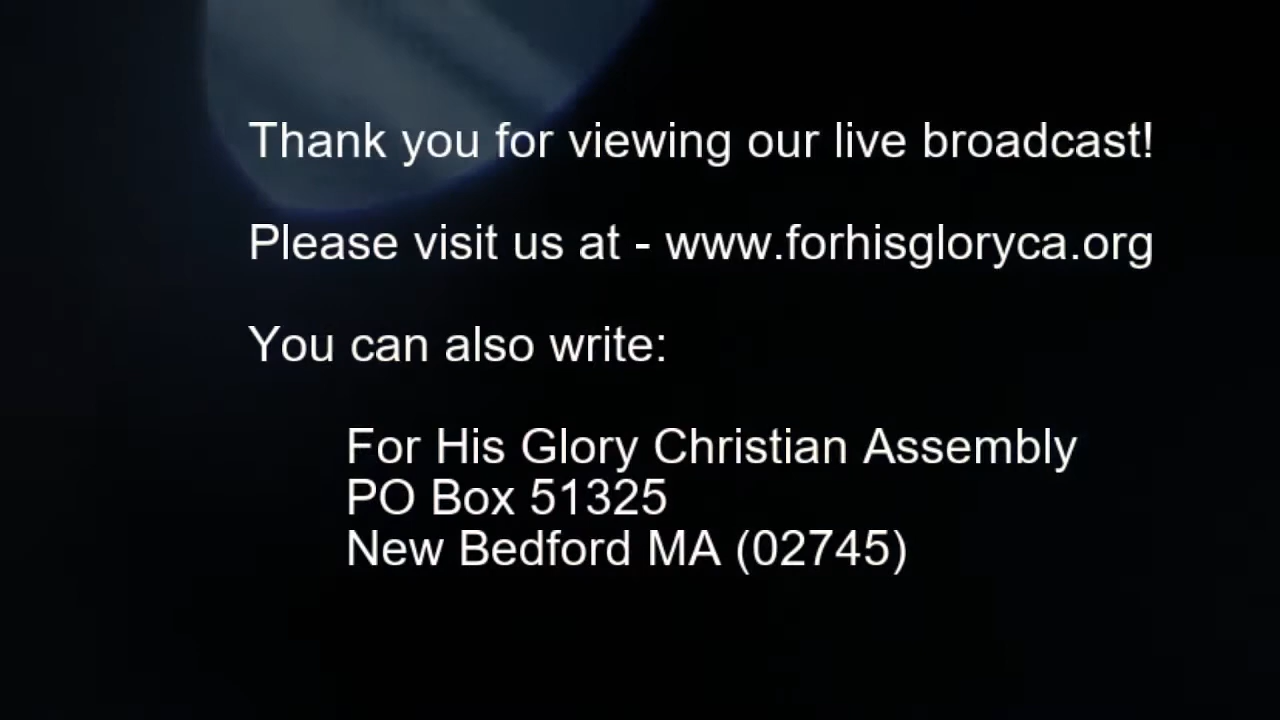 Thank you for viewing our live broadcast!
Please visit us at - www.forhisgloryca.org
You can also write:
For His Glory Christian Assembly
PO Box 51325
New Bedford MA (02745)